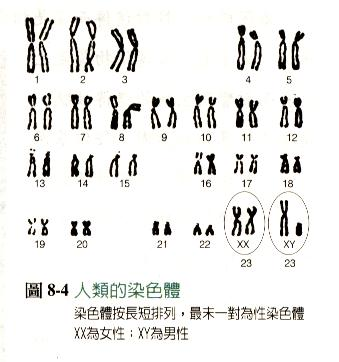 1 2 3 4 5
6 7 8 9 10 11 12
13 14 15 16 17 18
19 20 21 22 XX XY
23 23
圖 8-4 人類的染色體
染色體按長短排列，最末一對為性染色體
XX為女性；XY為男性